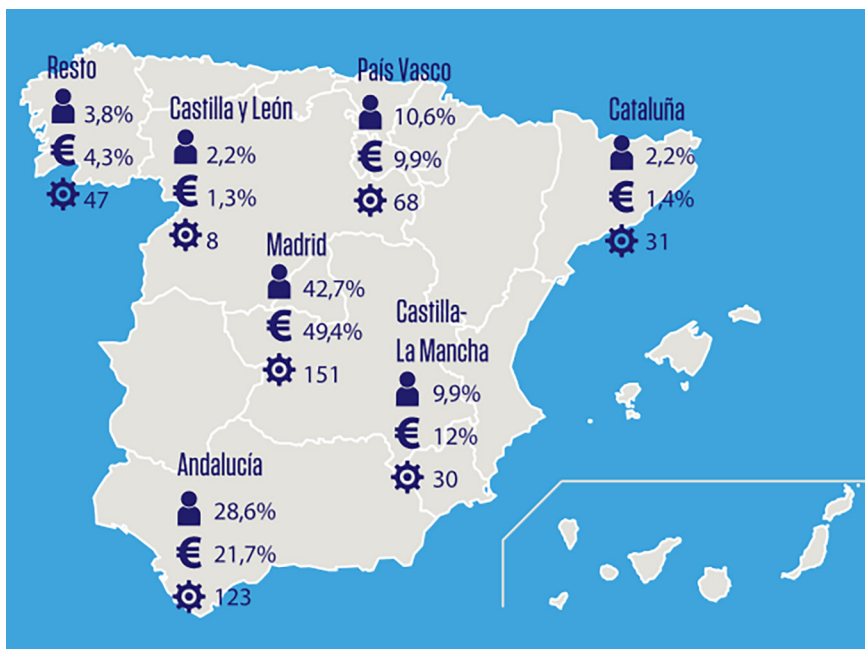 Resto
3,8%
€ 4,3%
47
Castilla y León
2,2%
€ 1,3%
8
País Vasco
10,6%
€ 9,9%
68
Cataluña
2,2%
€ 1,4%
31
Madrid
42,7%
€ 49,4%
151
Castilla-
La Mancha
9,9%
€ 12%
30
Andalucía
28,6%
€ 21,7%
123